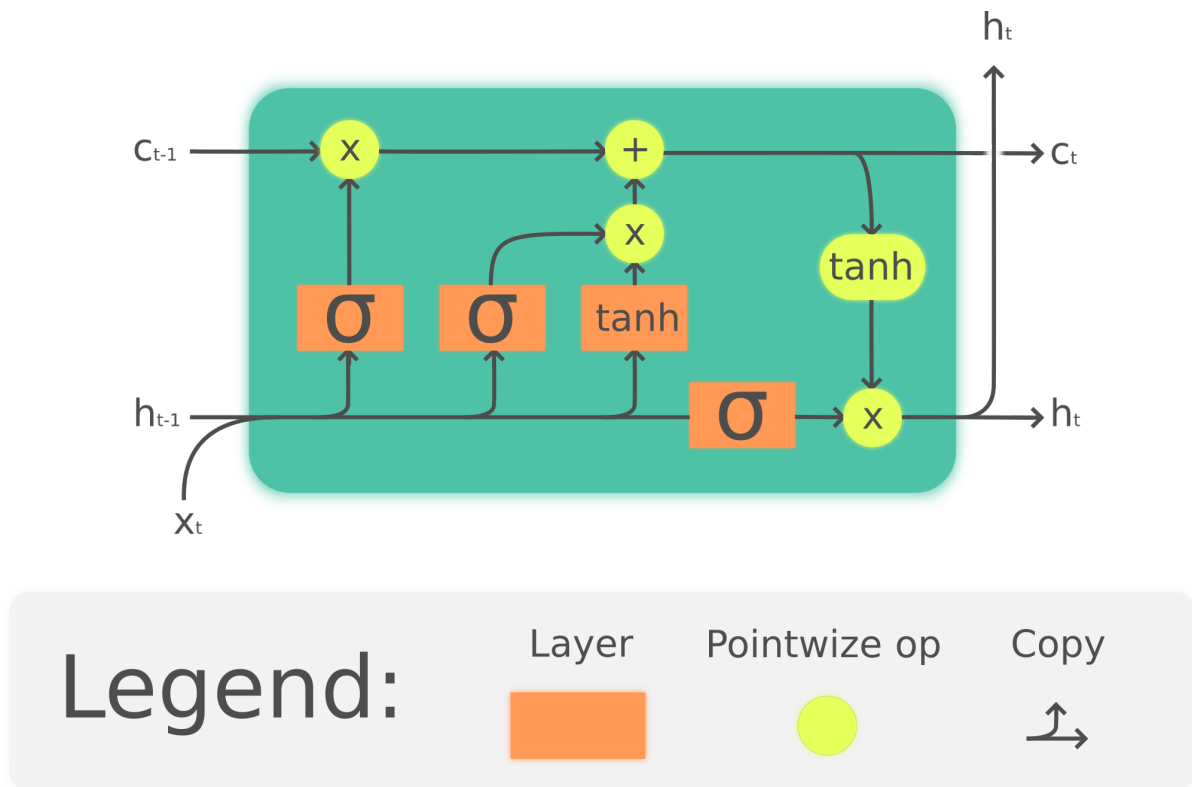 hₜ
cₜ₋₁ x + cₜ
x
tanh
σ σ tanh
hₜ₋₁ σ x hₜ
xₜ
Legend: Layer Pointwize op Copy